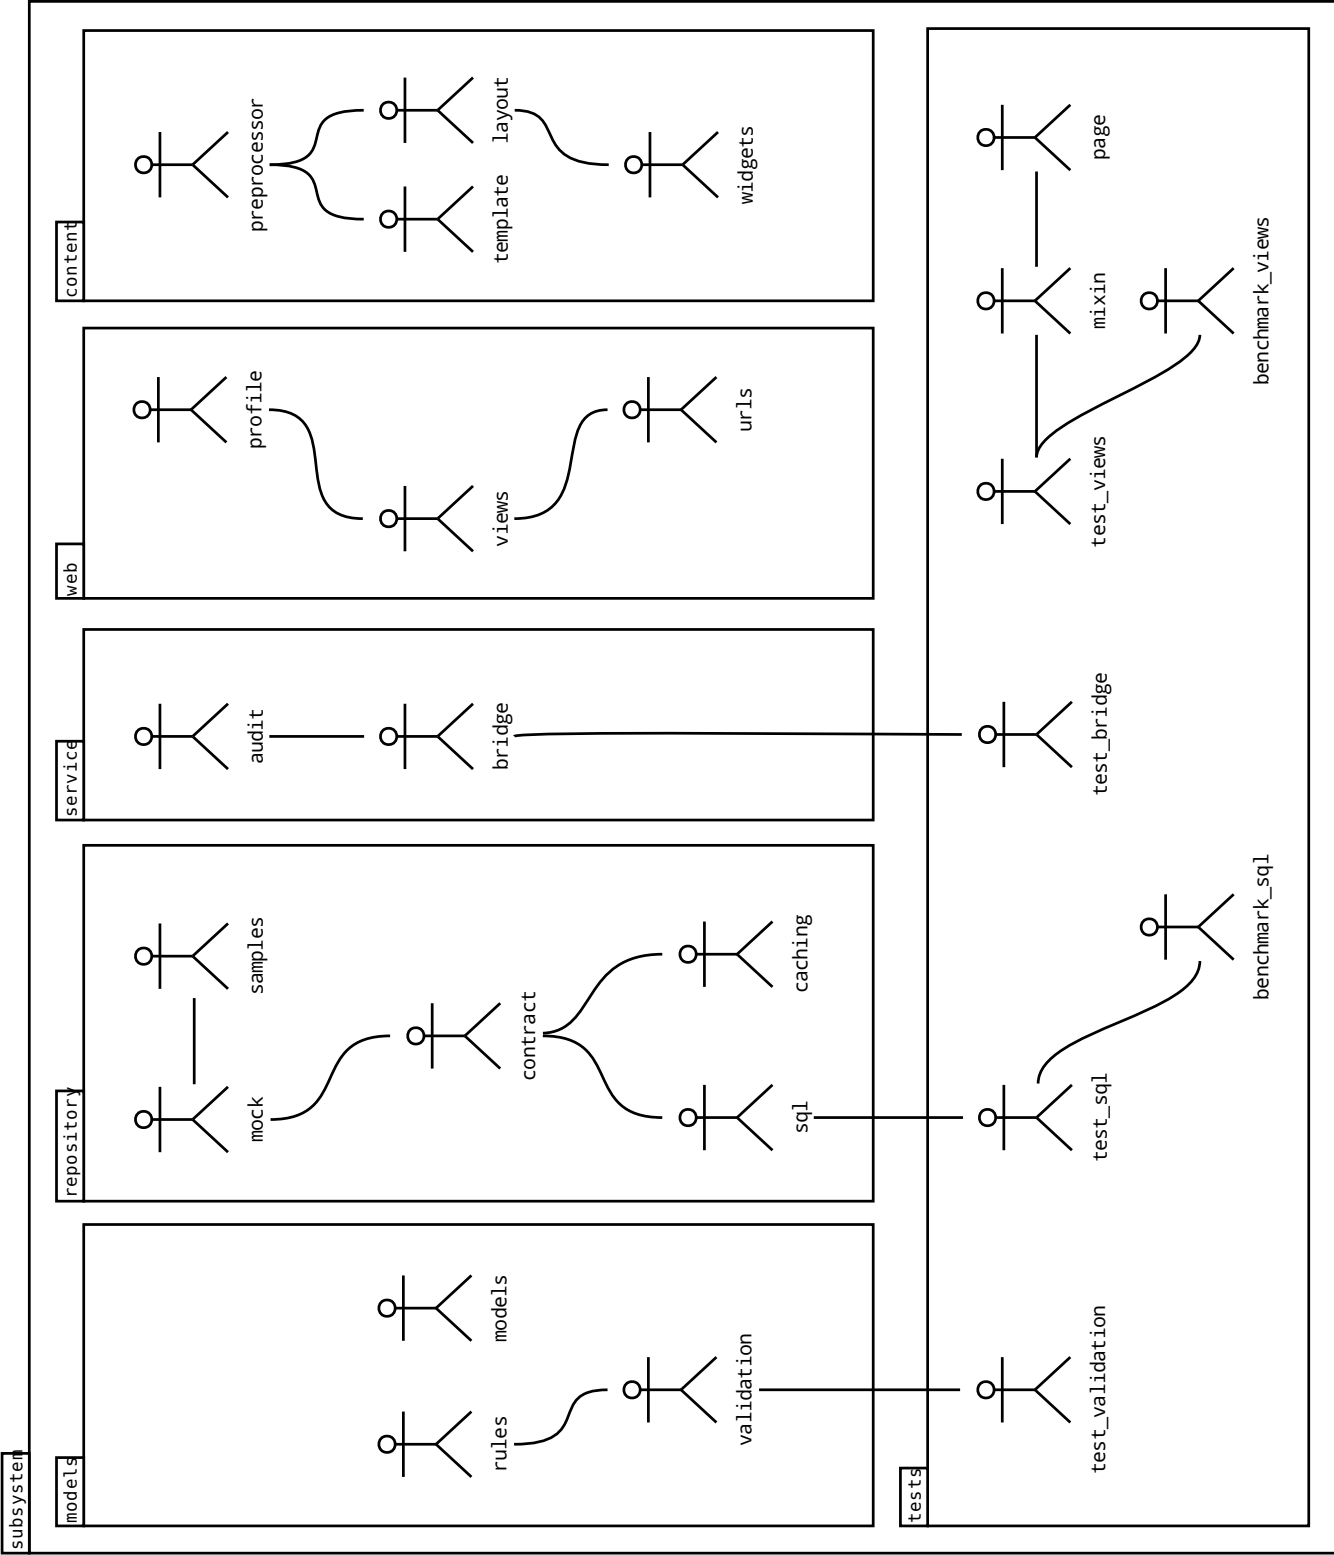 subsystem
models
rules
models
validation
repository
mock
samples
contract
sql
caching
service
audit
bridge
web
profile
views
urls
content
preprocessor
template
layout
widgets
tests
test_validation
test_sql
benchmark_sql
test_bridge
test_views
mixin
page
benchmark_views